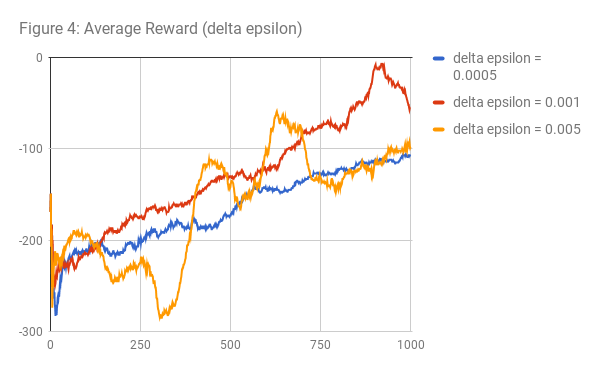 Figure 4: Average Reward (delta epsilon)
0
-100
-200
-300
0
250
500
750
1000
delta epsilon =
0.0005
delta epsilon = 0.001
delta epsilon = 0.005